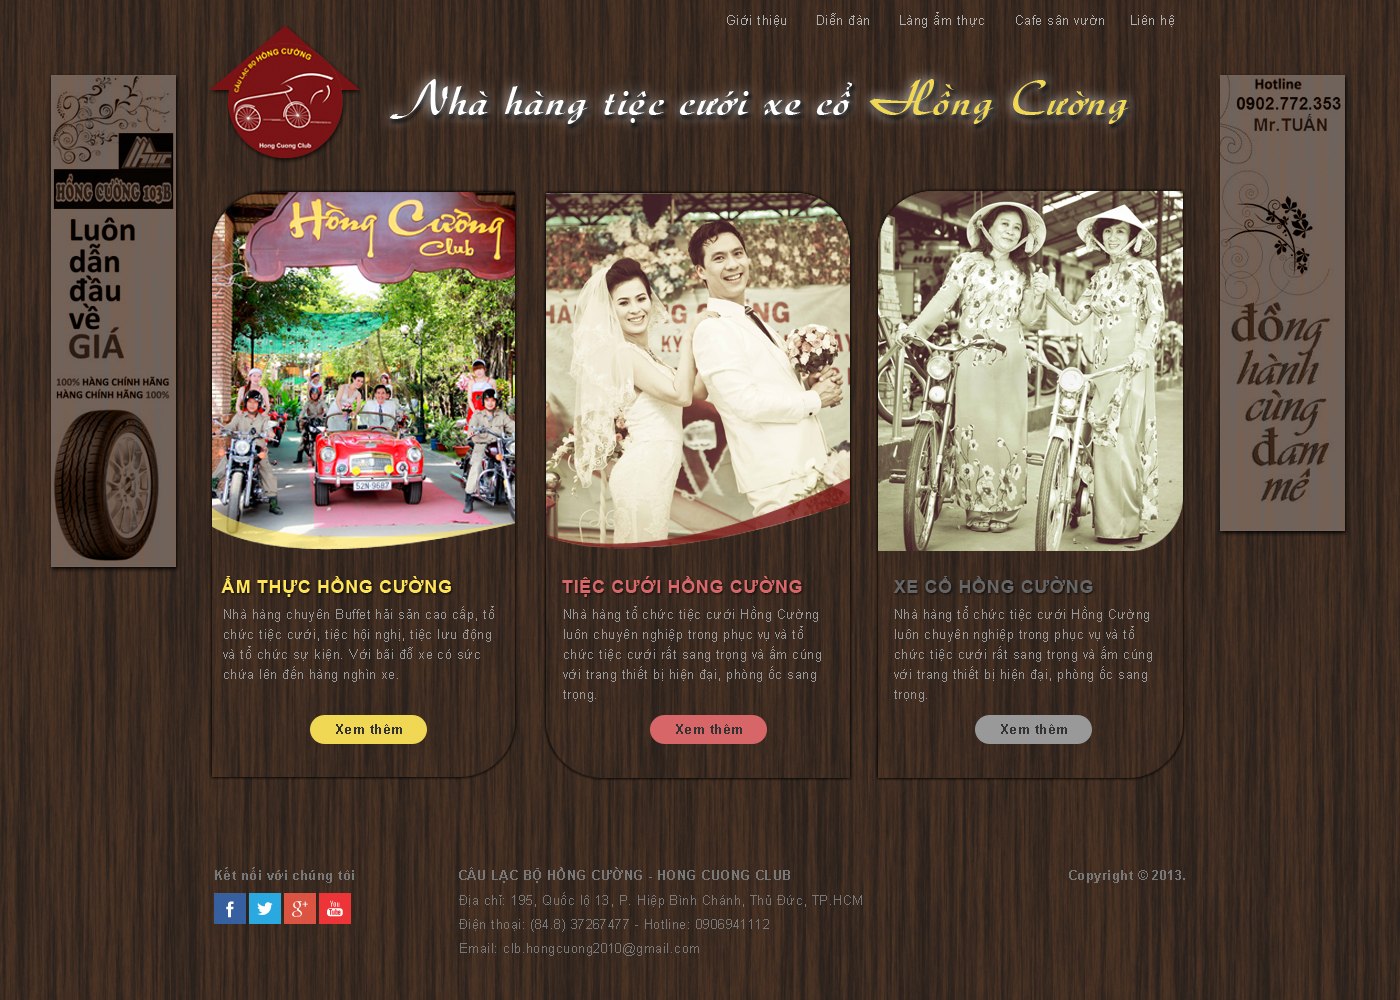 Giới thiệu Diễn đàn Làng ẩm thực Cafe sân vườn Liên hệ
CÂU LẠC BỘ HỒNG CƯỜNG
Hong Cuong Club
Nhà hàng tiệc cưới xe cổ Hồng Cường
HỒNG CƯỜNG 103B
Luôn
dẫn
đầu
về
GIÁ
100% HÀNG CHÍNH HÃNG
HÀNG CHÍNH HÃNG 100%
Hotline
0902.772.353
Mr.TUẤN
đồng
hành
cùng
đam
mê
Hồng Cường
Club
52N-9687
KY
ẨM THỰC HỒNG CƯỜNG
Nhà hàng chuyên Buffet hải sản cao cấp, tổ
chức tiệc cưới, tiệc hội nghị, tiệc lưu động
và tổ chức sự kiện. Với bãi đỗ xe có sức
chứa lên đến hàng nghìn xe.
Xem thêm
TIỆC CƯỚI HỒNG CƯỜNG
Nhà hàng tổ chức tiệc cưới Hồng Cường
luôn chuyên nghiệp trong phục vụ và tổ
chức tiệc cưới rất sang trọng và ấm cúng
với trang thiết bị hiện đại, phòng ốc sang
trọng.
Xem thêm
XE CỔ HỒNG CƯỜNG
Nhà hàng tổ chức tiệc cưới Hồng Cường
luôn chuyên nghiệp trong phục vụ và tổ
chức tiệc cưới rất sang trọng và ấm cúng
với trang thiết bị hiện đại, phòng ốc sang
trọng.
Xem thêm
Kết nối với chúng tôi
You
Tube
CÂU LẠC BỘ HỒNG CƯỜNG - HONG CUONG CLUB
Địa chỉ: 195, Quốc lộ 13, P. Hiệp Bình Chánh, Thủ Đức, TP.HCM
Điện thoại: (84.8) 37267477 - Hotline: 0906941112
Email: clb.hongcuong2010@gmail.com
Copyright © 2013.